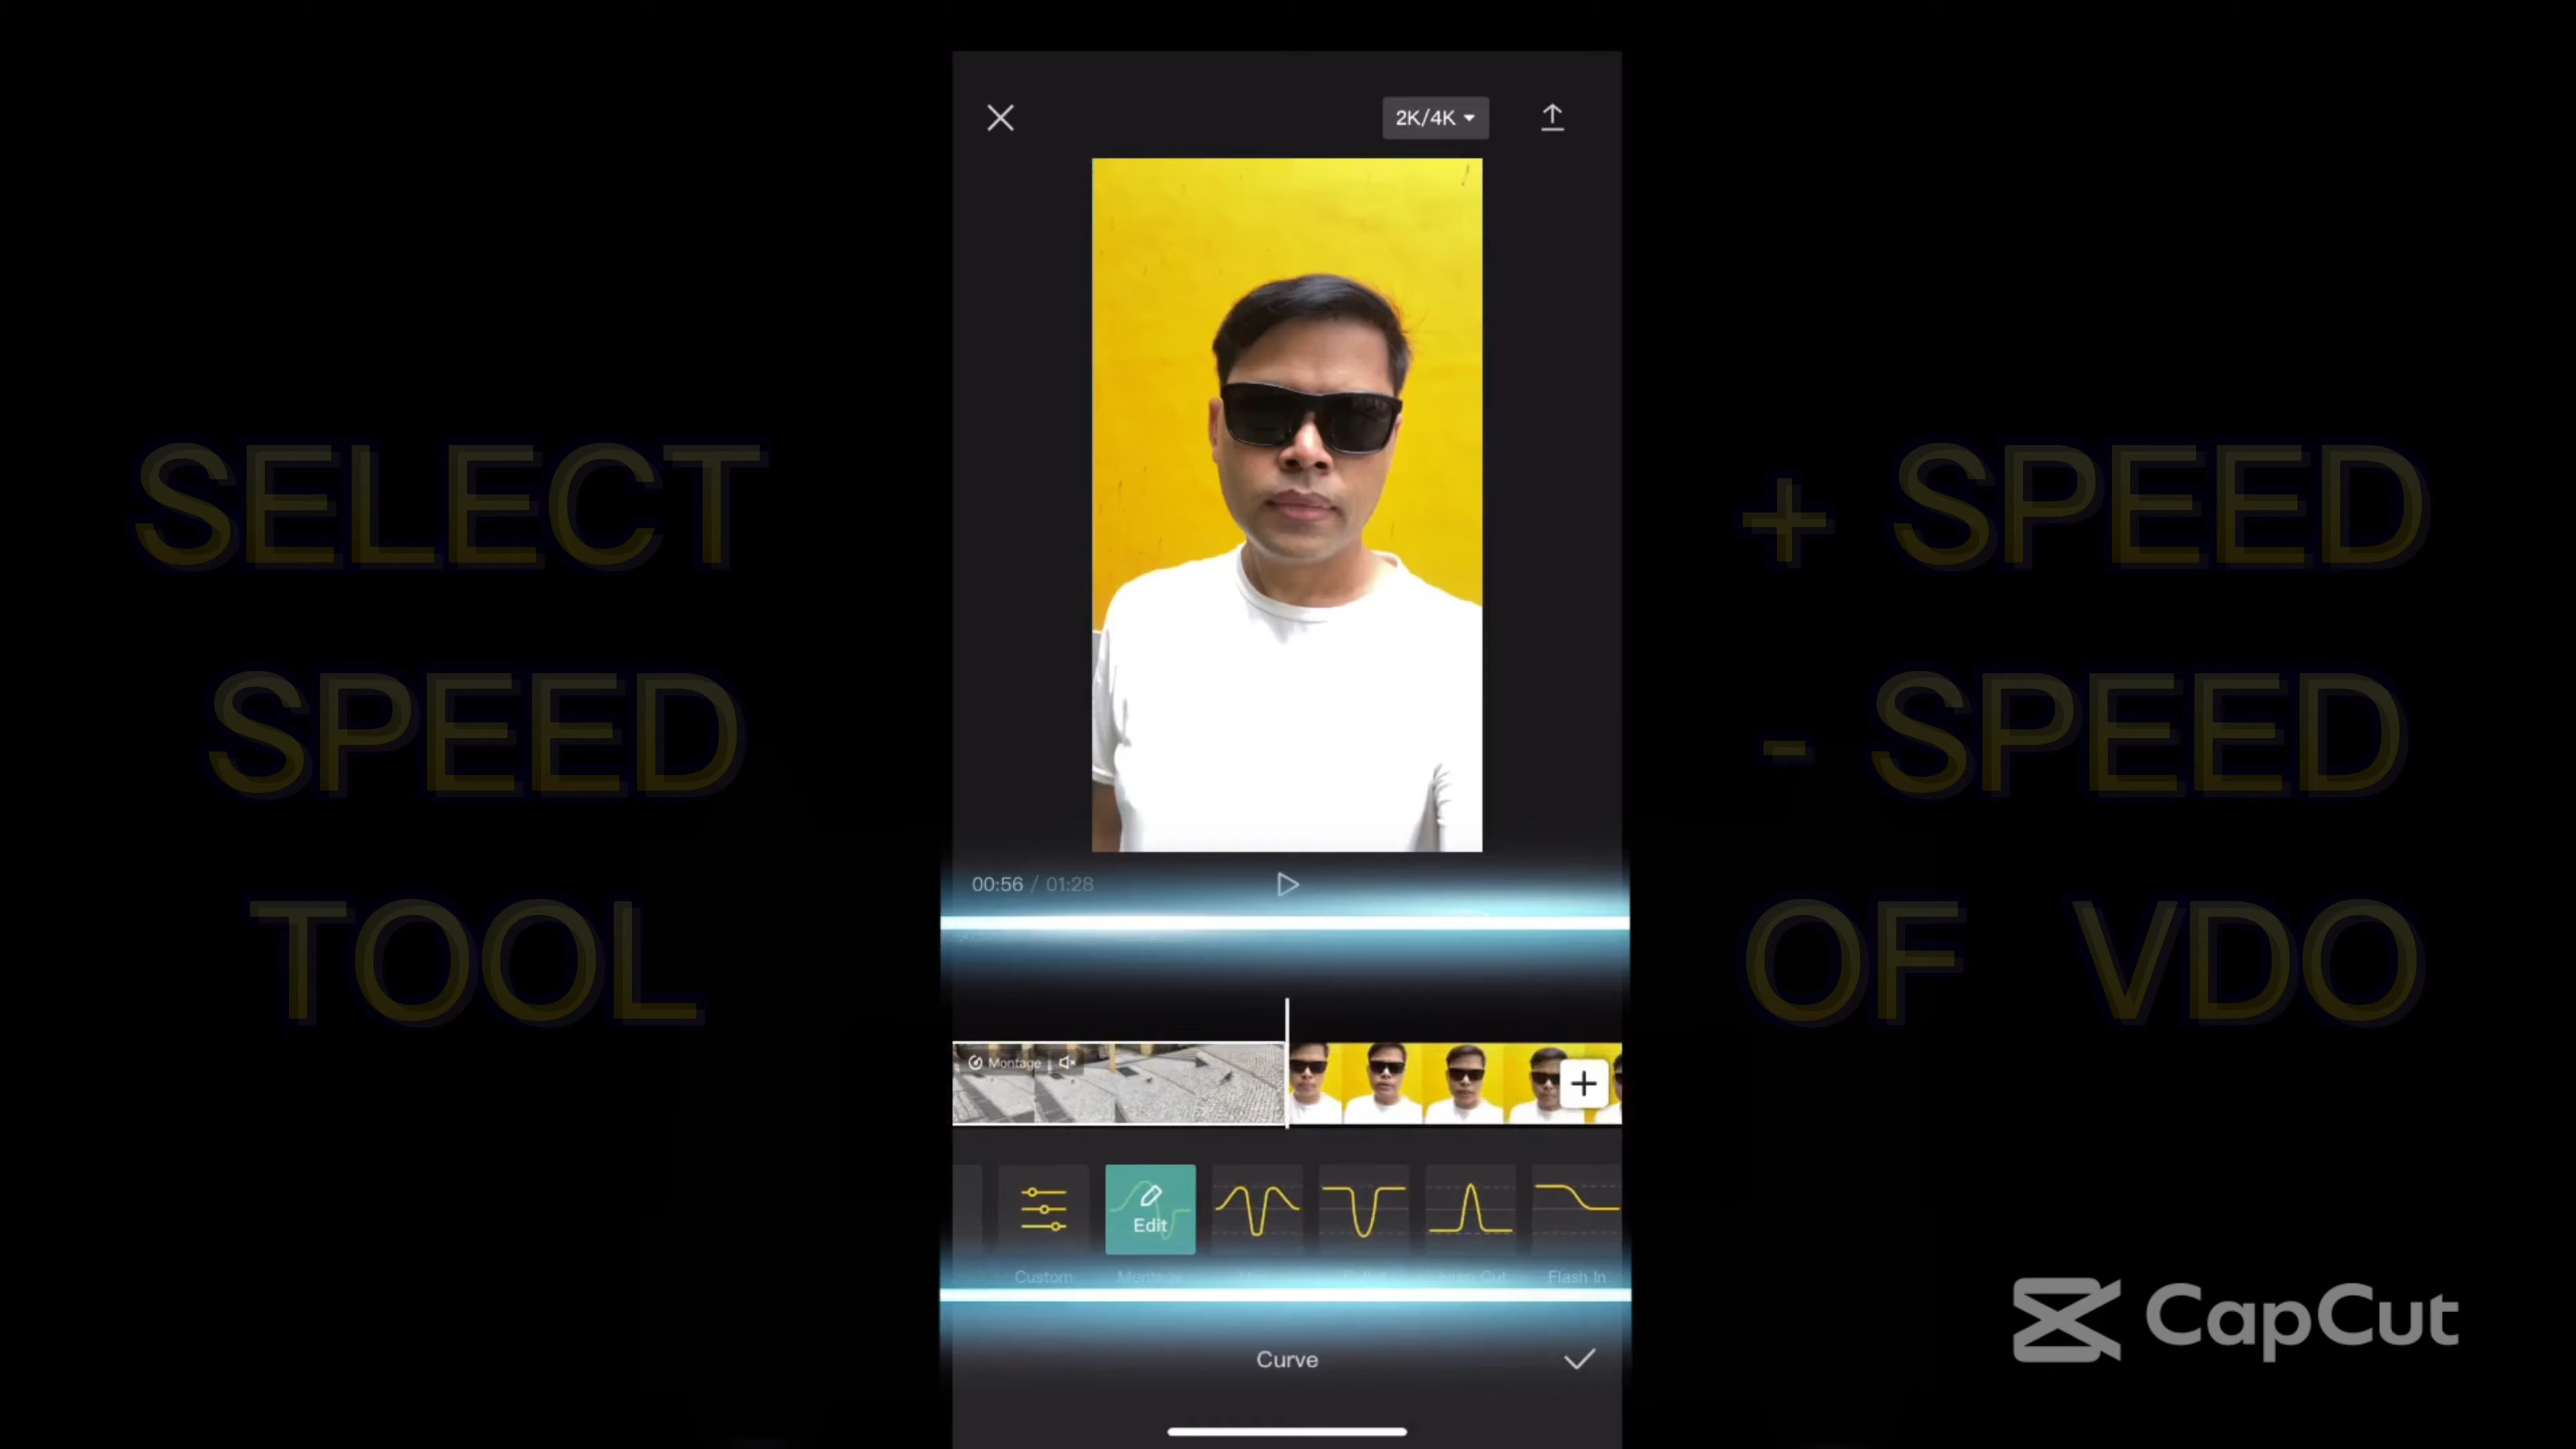 2K/4K
SELECT
SPEED
TOOL
+ SPEED
- SPEED
OF VDO
00:56 / 01:28
Montage
Edit
Custom
Montage
Flash In
Curve
CapCut